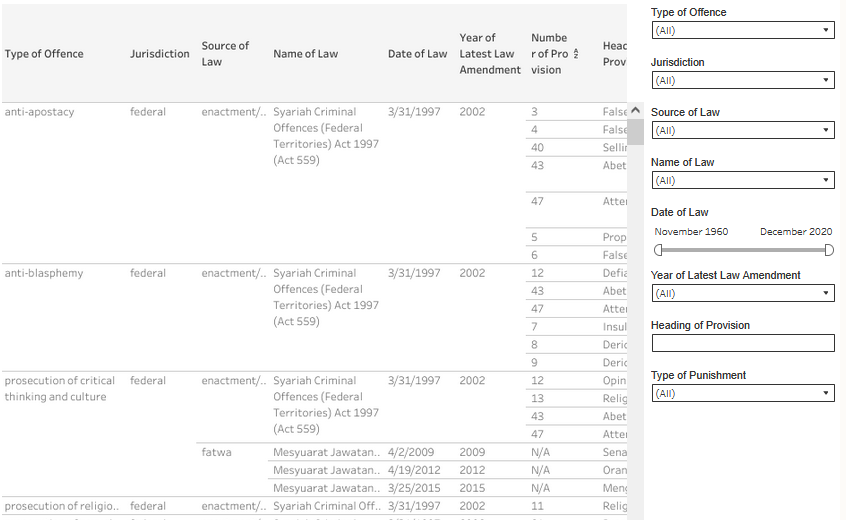 Type of Offence
Jurisdiction
Source of
Law
Name of Law
Date of Law
Year of
Latest Law
Amendment
Numbe
r of Pro
vision
Head
Prov
anti-apostacy
federal
enactment/..
Syariah Criminal
Offences (Federal
Territories) Act 1997
(Act 559)
3/31/1997
2002
3
False
4
False
40
Sellin
43
Abet
47
Atter
5
Prop
6
False
anti-blasphemy
federal
enactment/..
Syariah Criminal
Offences (Federal
Territories) Act 1997
(Act 559)
3/31/1997
2002
12
Defia
43
Abet
47
Atter
7
Insul
8
Deric
9
Deric
prosecution of critical
thinking and culture
federal
enactment/..
Syariah Criminal
Offences (Federal
Territories) Act 1997
(Act 559)
3/31/1997
2002
12
Opin
13
Relig
43
Abet
47
Atter
fatwa
Mesyuarat Jawatan..
4/2/2009
2009
N/A
Sena
Mesyuarat Jawatan..
4/19/2012
2012
N/A
Oran
Mesyuarat Jawatan..
3/25/2015
2015
N/A
Meng
prosecution of religio..
federal
enactment/..
Syariah Criminal Off..
3/31/1997
2002
11
Relig
Type of Offence
(All)
Jurisdiction
(All)
Source of Law
(All)
Name of Law
(All)
Date of Law
November 1960
December 2020
Year of Latest Law Amendment
(All)
Heading of Provision
Type of Punishment
(All)